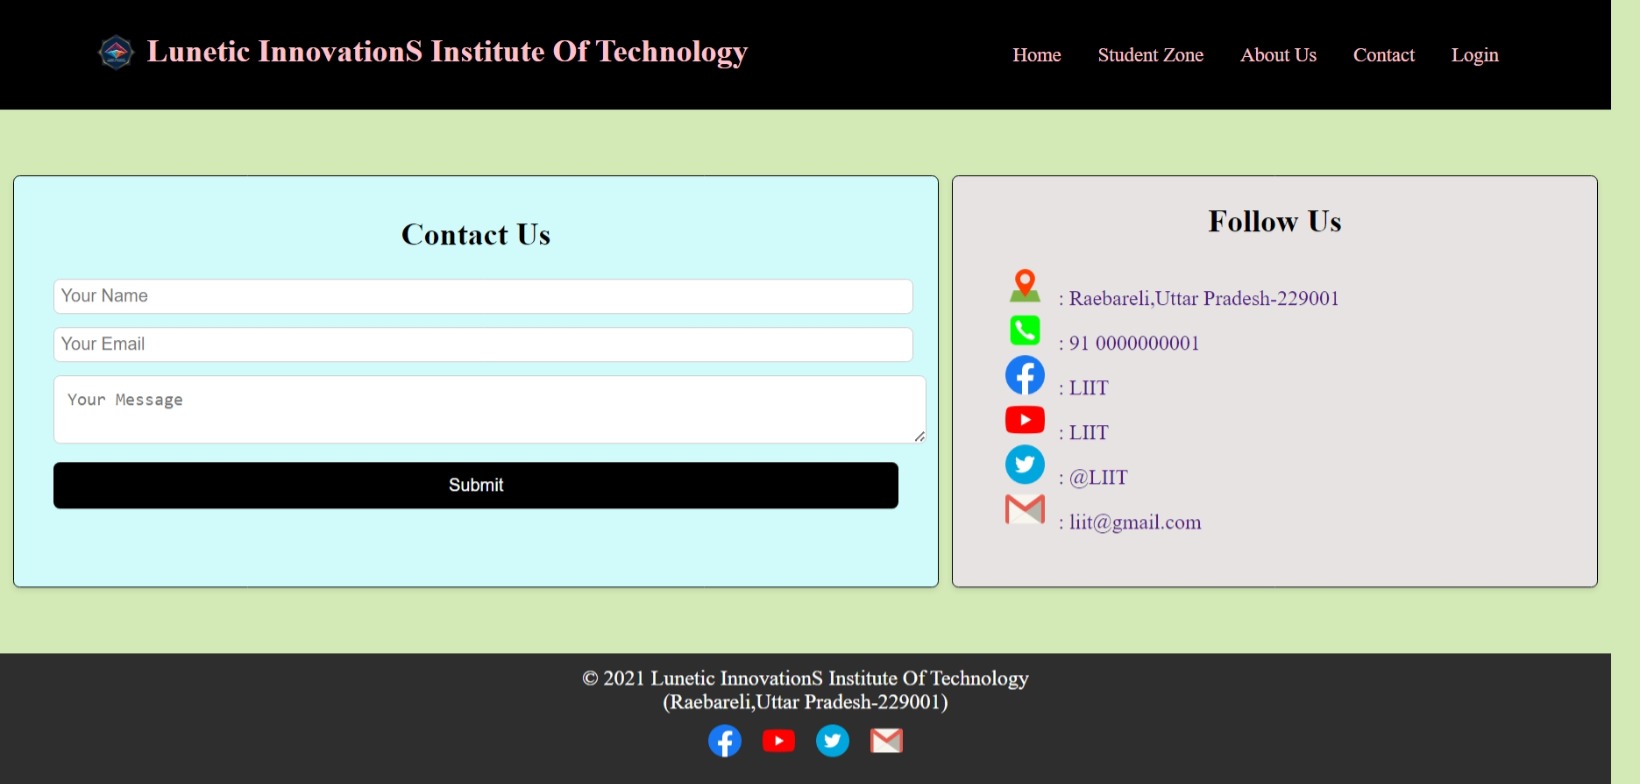 Lunetic InnovationS Institute Of Technology
Home Student Zone About Us Contact Login
Contact Us
Your Name
Your Email
Your Message
Submit
Follow Us
: Raebareli,Uttar Pradesh-229001
: 91 0000000001
: LIIT
: LIIT
: @LIIT
: liit@gmail.com
© 2021 Lunetic InnovationS Institute Of Technology
(Raebareli,Uttar Pradesh-229001)